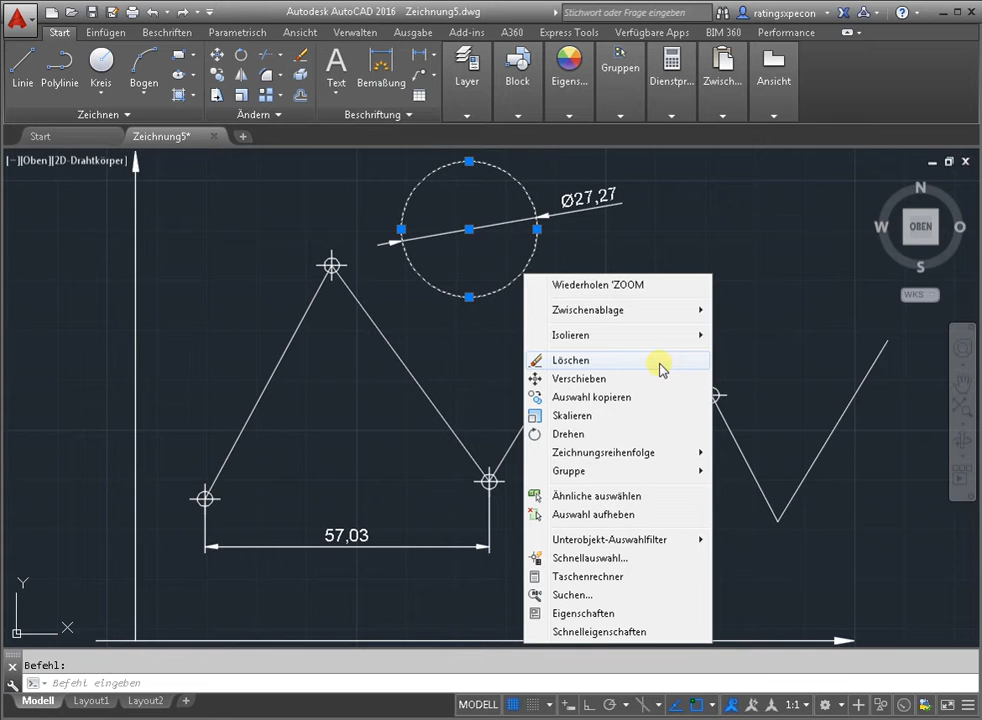 Autodesk AutoCAD 2016 Zeichnung5.dwg
Stichwort oder Frage eingeben
ratingsxpecon
Start Einfügen Beschriften Parametrisch Ansicht Verwalten Ausgabe Add-ins A360 Express Tools Verfügbare Apps BIM 360 Performance
Linie Polylinie Kreis Bogen Text Bemaßung Layer Block Eigens... Gruppen Dienstpr... Zwisch... Ansicht
Zeichnen Ändern Beschriftung
Start Zeichnung5*
[−][Oben][2D-Drahtkörper]
Ø27,27
N
W OBEN O
S
WKS
57,03
Y
X
Wiederholen 'ZOOM
Zwischenablage
Isolieren
Löschen
Verschieben
Auswahl kopieren
Skalieren
Drehen
Zeichnungsreihenfolge
Gruppe
Ähnliche auswählen
Auswahl aufheben
Unterobjekt-Auswahlfilter
Schnellauswahl...
Taschenrechner
Suchen...
Eigenschaften
Schnelleigenschaften
Befehl:
Befehl eingeben
Modell Layout1 Layout2
MODELL 1:1